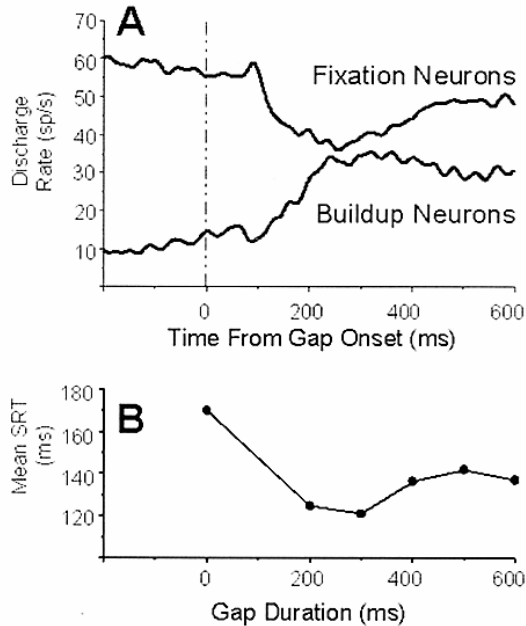 A
70
60
50
40
30
20
10
Discharge
Rate (sp/s)
Fixation Neurons
Buildup Neurons
0 200 400 600
Time From Gap Onset (ms)
B
180
160
140
120
Mean SRT
(ms)
0 200 400 600
Gap Duration (ms)